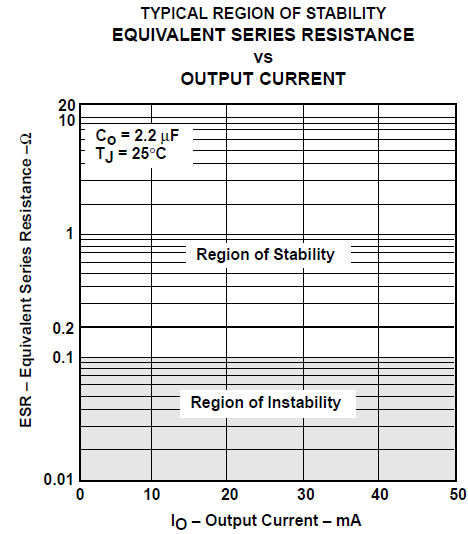 TYPICAL REGION OF STABILITY
EQUIVALENT SERIES RESISTANCE
vs
OUTPUT CURRENT
20
10
CO = 2.2 μF
TJ = 25°C
1
Region of Stability
0.2
0.1
Region of Instability
0.01
0 10 20 30 40 50
ESR – Equivalent Series Resistance –Ω
IO – Output Current – mA